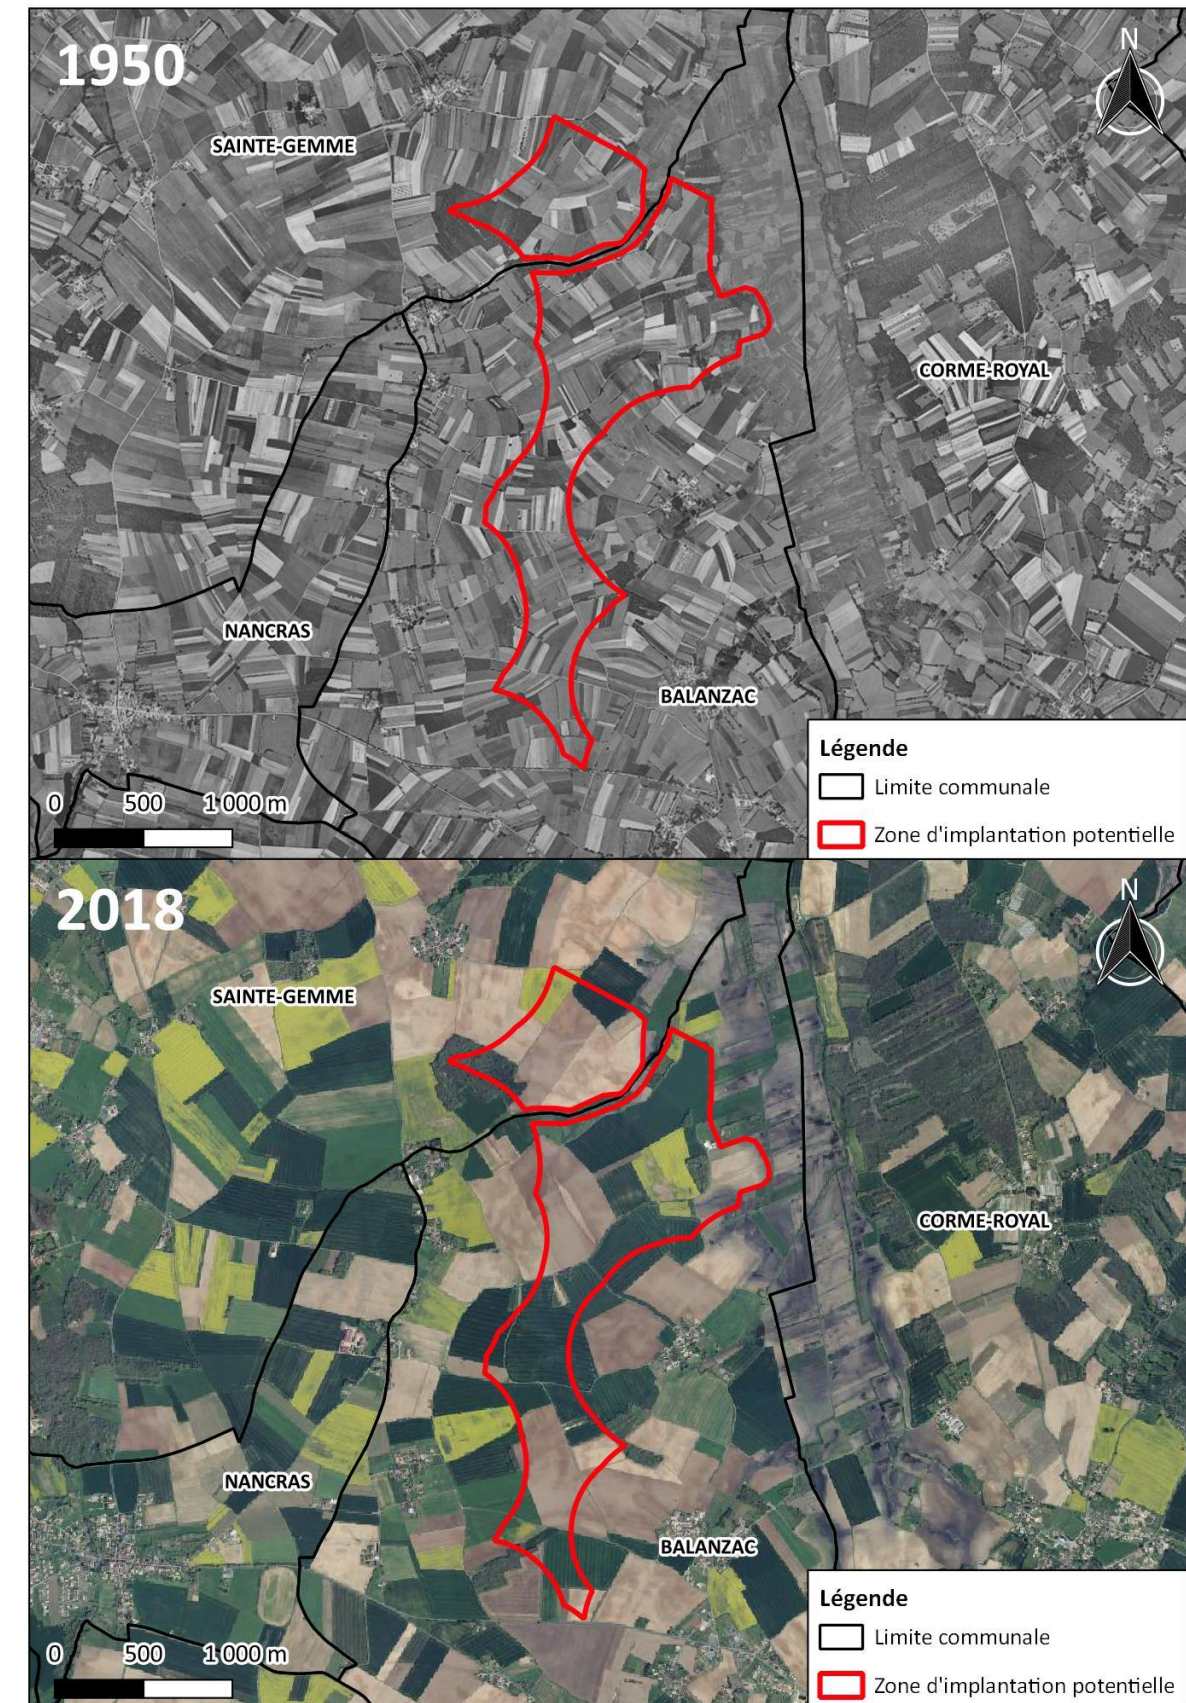 1950
N
SAINTE-GEMME
CORME-ROYAL
NANCRAS
BALANZAC
Légende
Limite communale
Zone d'implantation potentielle
0 500 1 000 m
2018
N
SAINTE-GEMME
CORME-ROYAL
NANCRAS
BALANZAC
Légende
Limite communale
Zone d'implantation potentielle
0 500 1 000 m